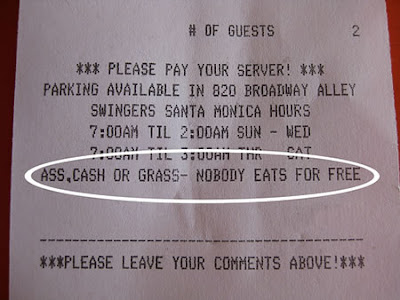 # OF GUESTS 2
*** PLEASE PAY YOUR SERVER! ***
PARKING AVAILABLE IN 820 BROADWAY ALLEY
SWINGERS SANTA MONICA HOURS
7:00AM TIL 2:00AM SUN - WED
7:00AM TIL 3:00AM THR - SAT
ASS,CASH OR GRASS- NOBODY EATS FOR FREE
***PLEASE LEAVE YOUR COMMENTS ABOVE!***